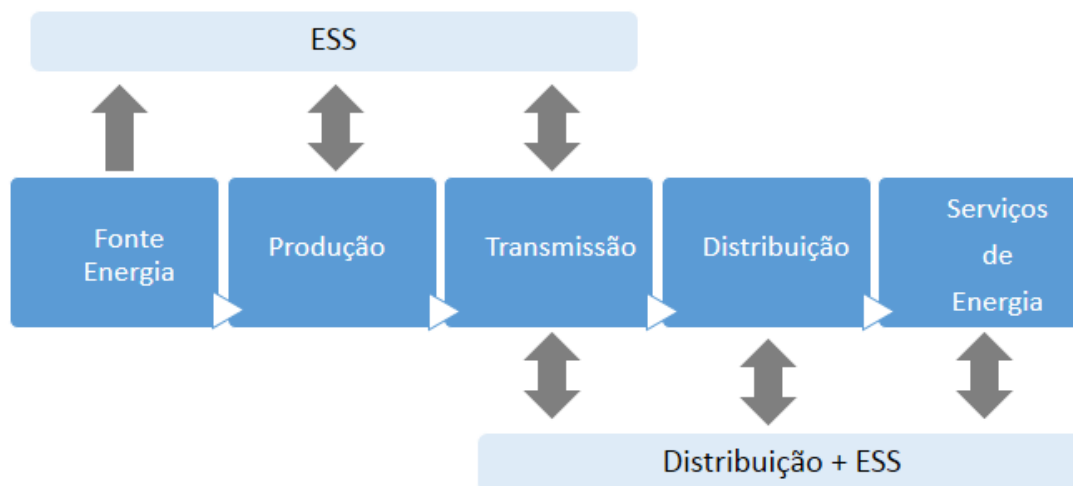 ESS
Fonte
Energia
Produção
Transmissão
Distribuição
Serviços
de
Energia
Distribuição + ESS